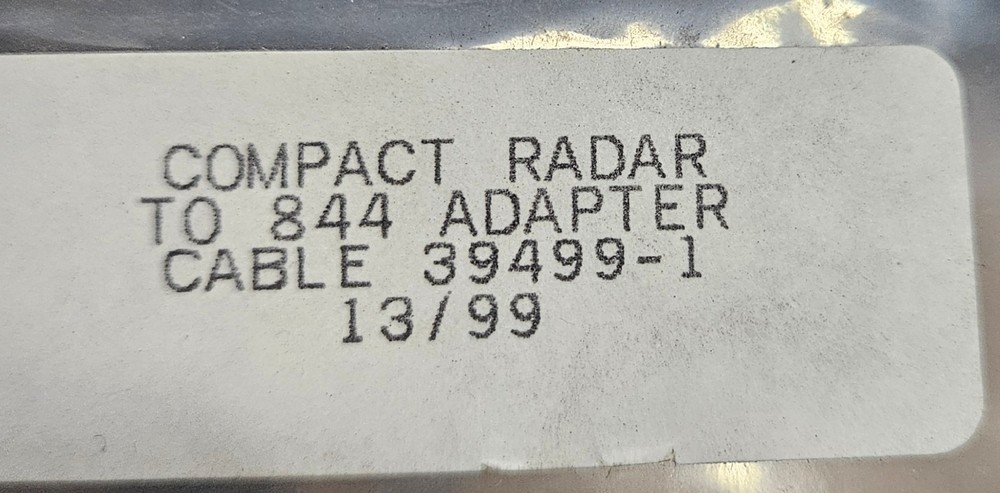 COMPACT RADAR
TO 844 ADAPTER
CABLE 39499-1
13/99